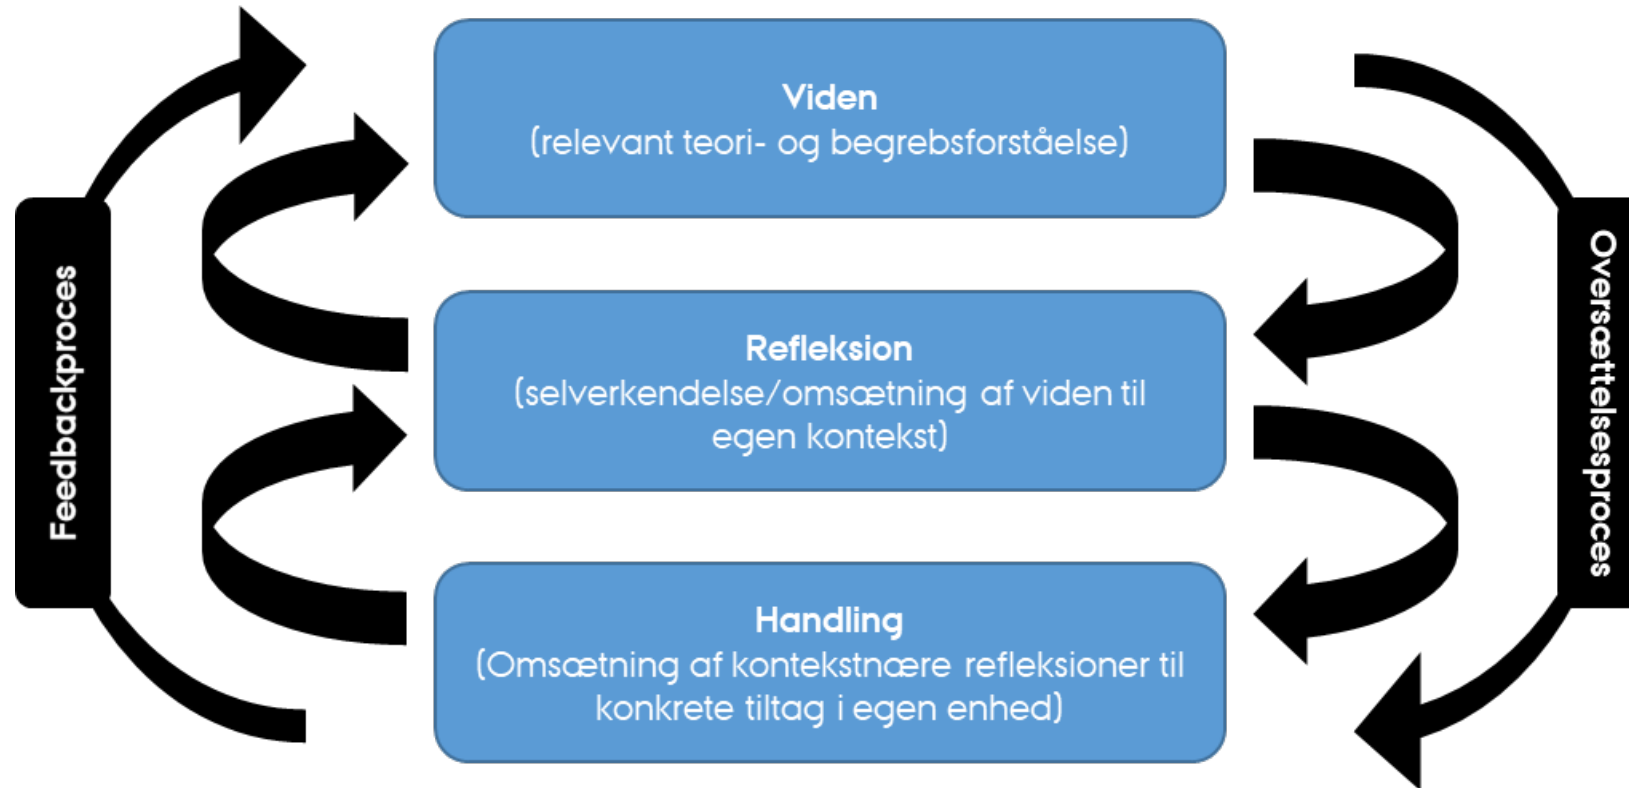 Viden
(relevant teori- og begrebsforståelse)
Feedbackproces
Oversættelsesproces
Refleksion
(selverkendelse/omsætning af viden til
egen kontekst)
Handling
(Omsætning af kontekstnære refleksioner til
konkrete tiltag i egen enhed)